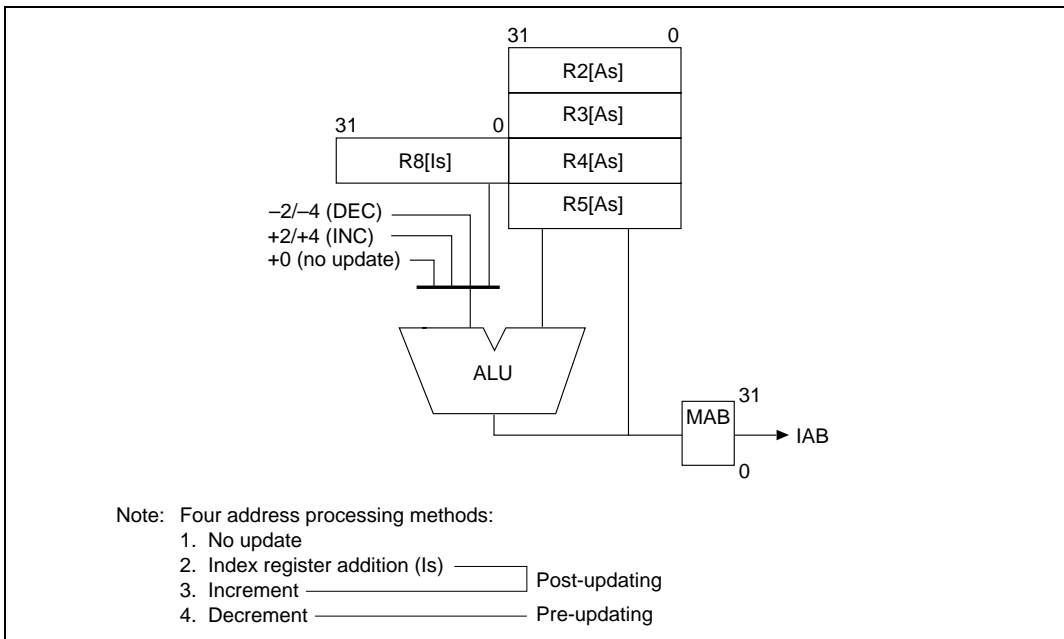 31 0
R2[As]
R3[As]
31 0
R8[Is] R4[As]
R5[As]
–2/–4 (DEC)
+2/+4 (INC)
+0 (no update)
ALU
31
MAB
IAB
0
Note: Four address processing methods:
1. No update
2. Index register addition (Is)
Post-updating
3. Increment
4. Decrement Pre-updating